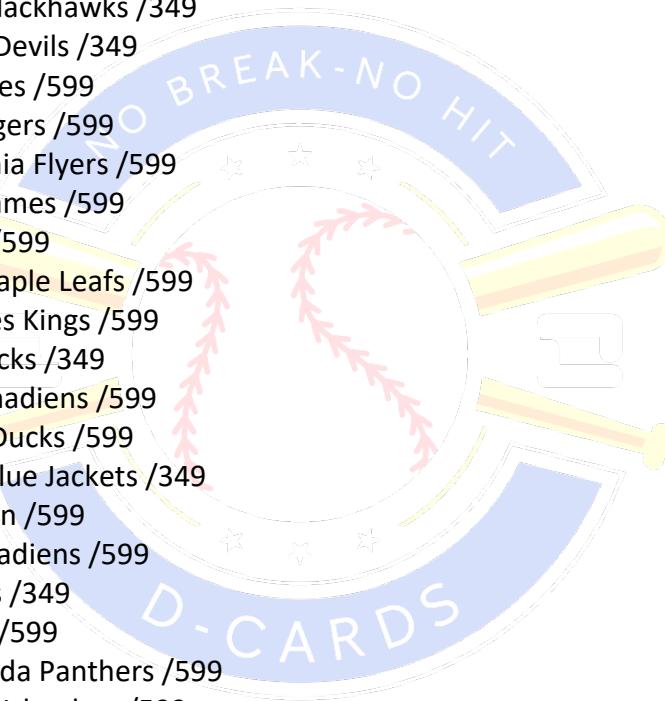 lackhawks /349
Devils /349
es /599
gers /599
nia Flyers /599
ames /599
/599
aple Leafs /599
es Kings /599
cks /349
nadiens /599
Ducks /599
lue Jackets /349
n /599
adiens /599
s /349
/599
da Panthers /599
NO BREAK-NO HIT
D-CARDS